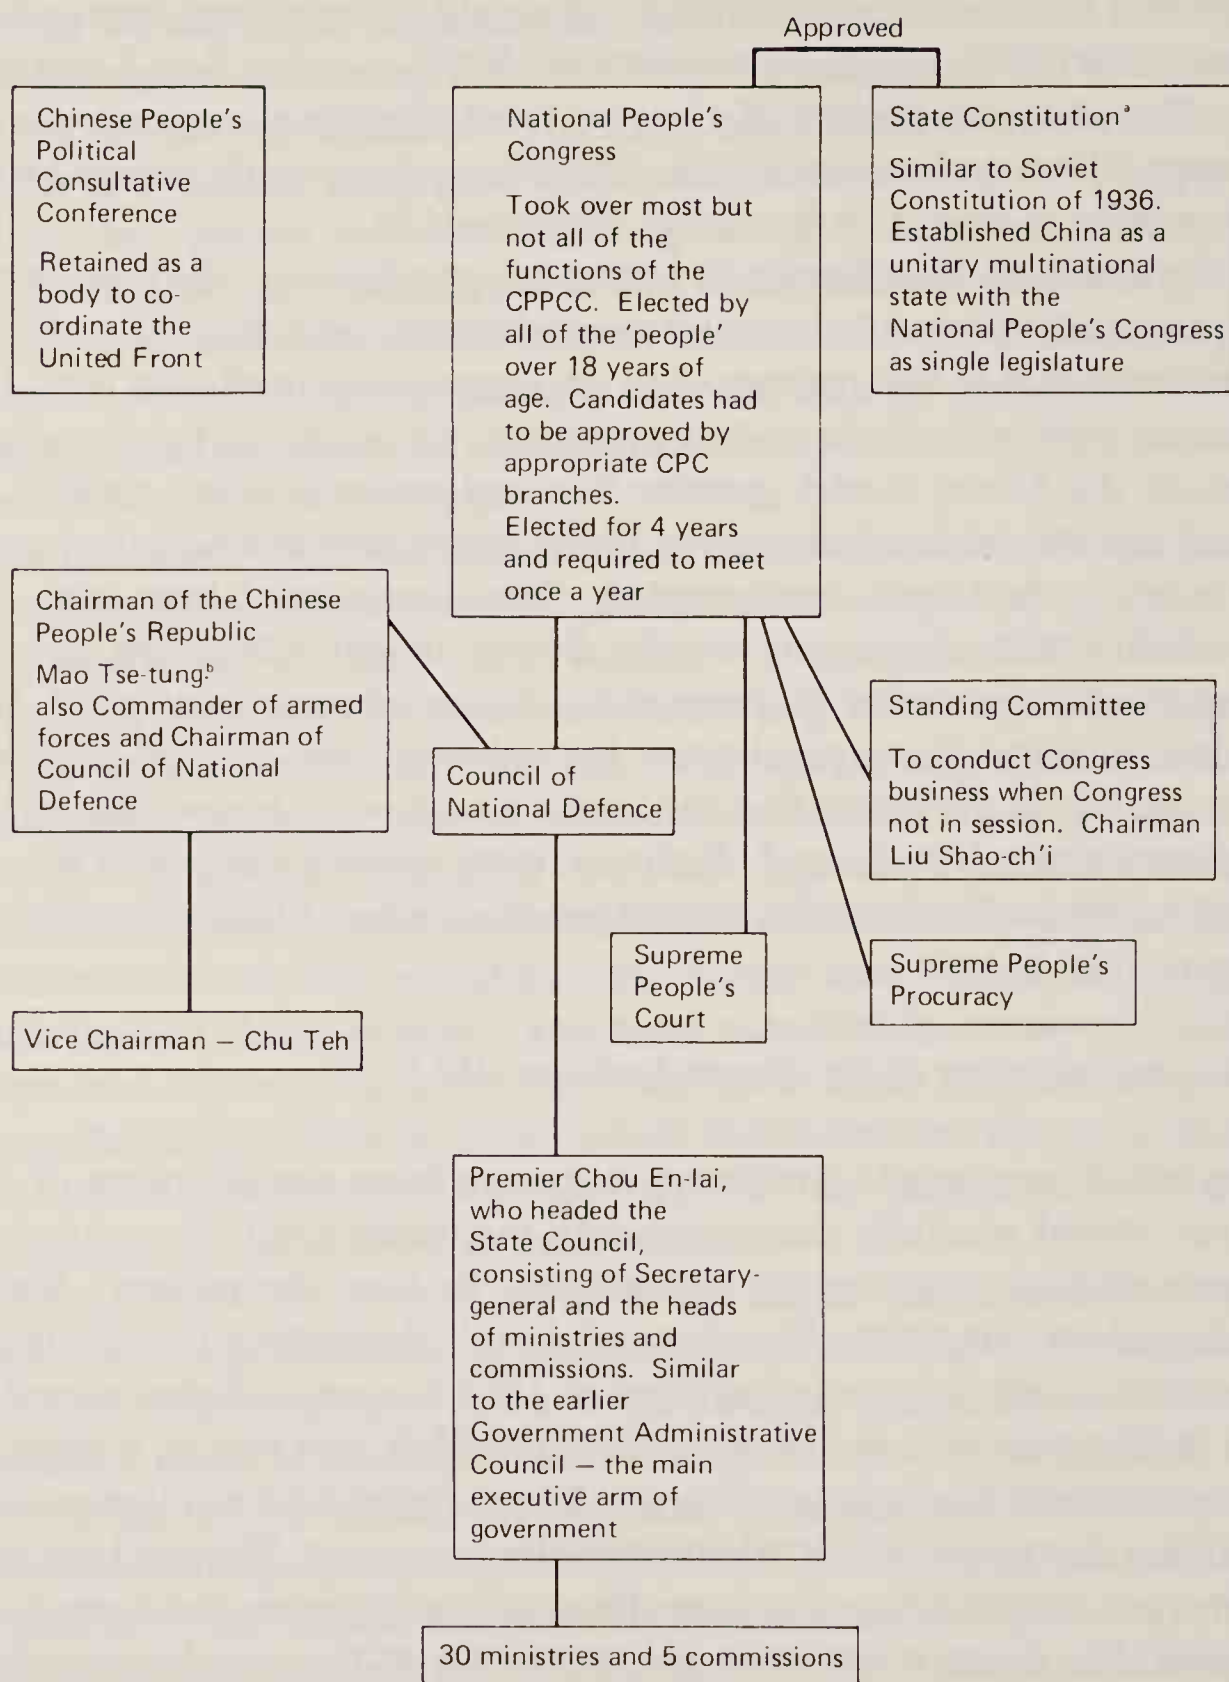 Approved
Chinese People's
Political
Consultative
Conference
Retained as a
body to co-
ordinate the
United Front
National People's
Congress
Took over most but
not all of the
functions of the
CPPCC. Elected by
all of the 'people'
over 18 years of
age. Candidates had
to be approved by
appropriate CPC
branches.
Elected for 4 years
and required to meet
once a year
State Constitutionᵃ
Similar to Soviet
Constitution of 1936.
Established China as a
unitary multinational
state with the
National People's Congress
as single legislature
Chairman of the Chinese
People's Republic
Mao Tse-tung.ᵇ
also Commander of armed
forces and Chairman of
Council of National
Defence
Council of
National Defence
Standing Committee
To conduct Congress
business when Congress
not in session. Chairman
Liu Shao-ch'i
Supreme
People's
Court
Supreme People's
Procuracy
Vice Chairman — Chu Teh
Premier Chou En-lai,
who headed the
State Council,
consisting of Secretary-
general and the heads
of ministries and
commissions. Similar
to the earlier
Government Administrative
Council — the main
executive arm of
government
30 ministries and 5 commissions